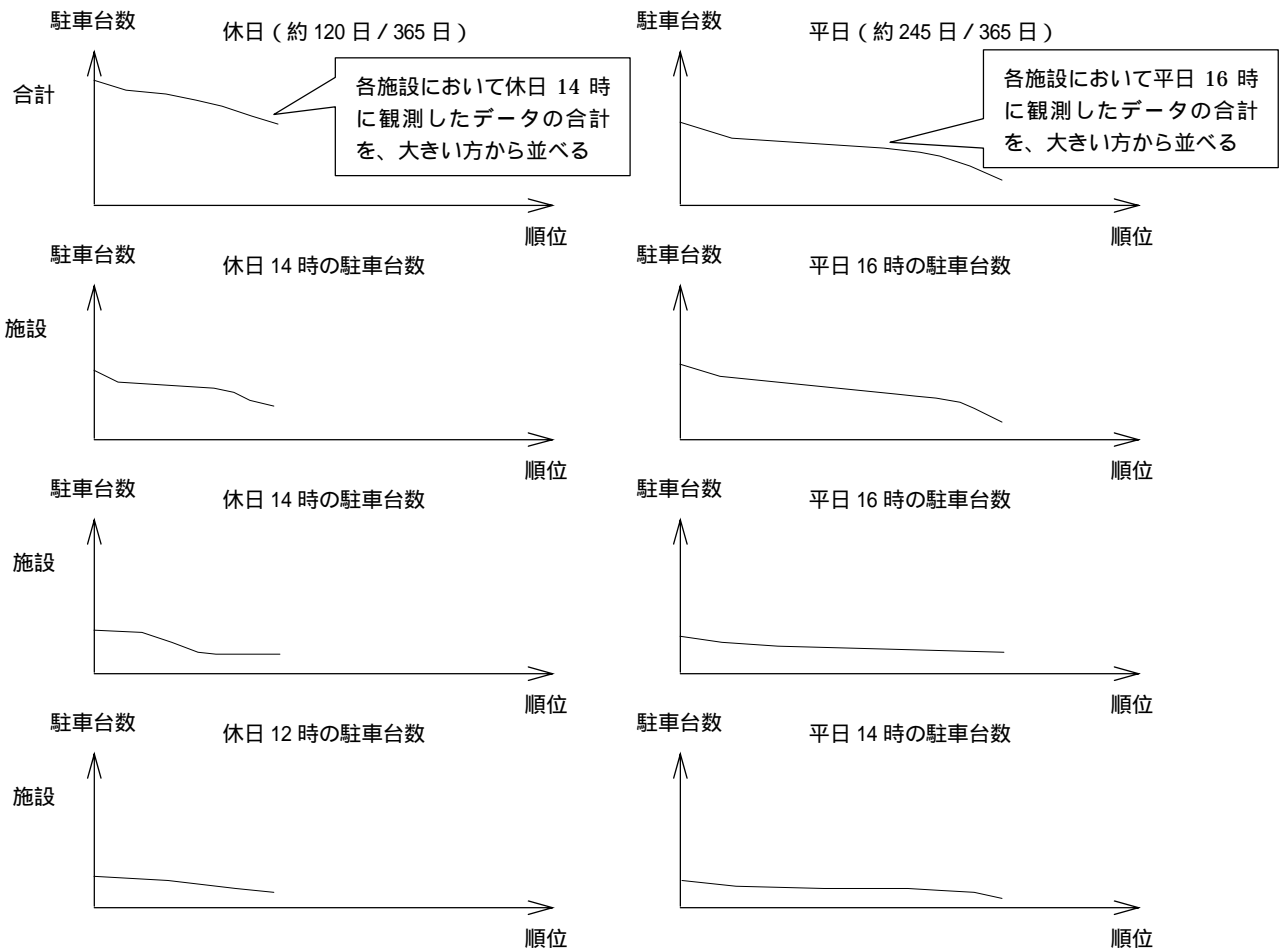 駐車台数
休日（約 120 日 / 365 日）
合計
各施設において休日 14 時
に観測したデータの合計
を、大きい方から並べる
順位
駐車台数
平日（約 245 日 / 365 日）
各施設において平日 16 時
に観測したデータの合計
を、大きい方から並べる
順位
駐車台数
休日 14 時の駐車台数
施設
順位
駐車台数
平日 16 時の駐車台数
順位
駐車台数
休日 14 時の駐車台数
施設
順位
駐車台数
平日 16 時の駐車台数
順位
駐車台数
休日 12 時の駐車台数
施設
順位
駐車台数
平日 14 時の駐車台数
順位